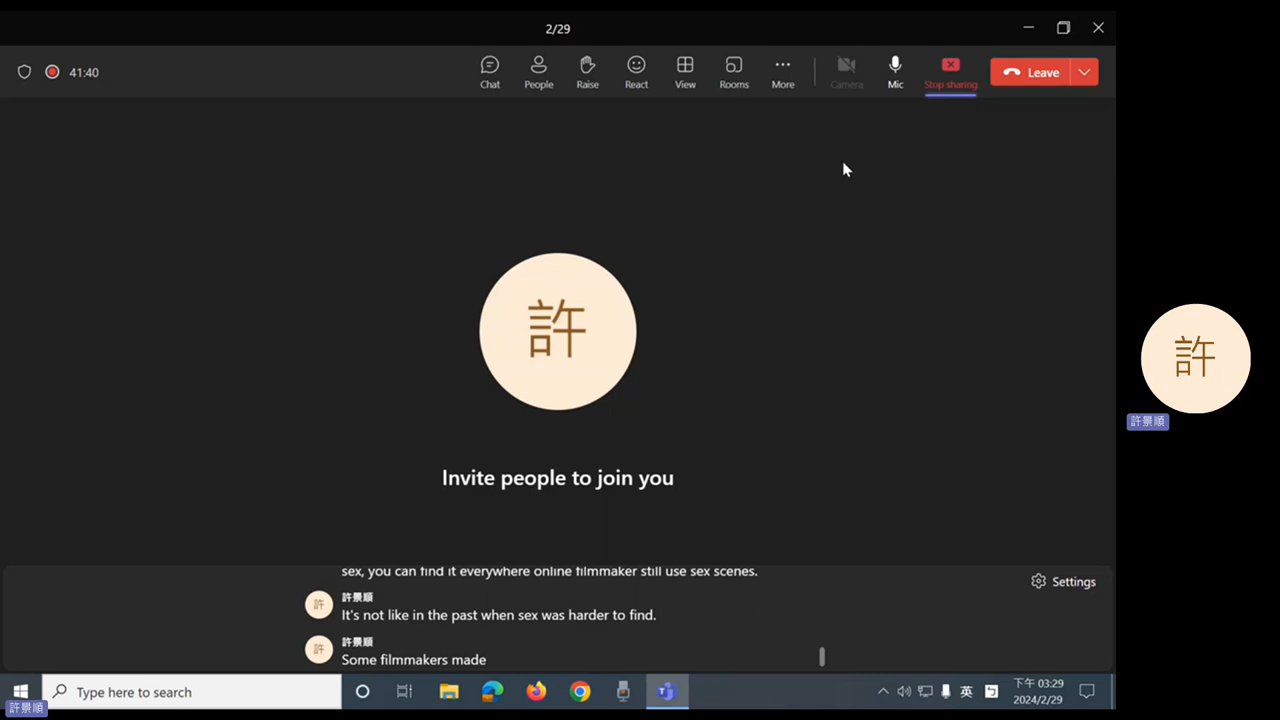 2/29
41:40
Chat
People
Raise
React
View
Rooms
More
Camera
Mic
Stop sharing
Leave
許
許
許景順
Invite people to join you
sex, you can find it everywhere online filmmaker still use sex scenes.
Settings
許
許景順
It's not like in the past when sex was harder to find.
許
許景順
Some filmmakers made
Type here to search
英
ㄅ
下午 03:29
2024/2/29
許景順